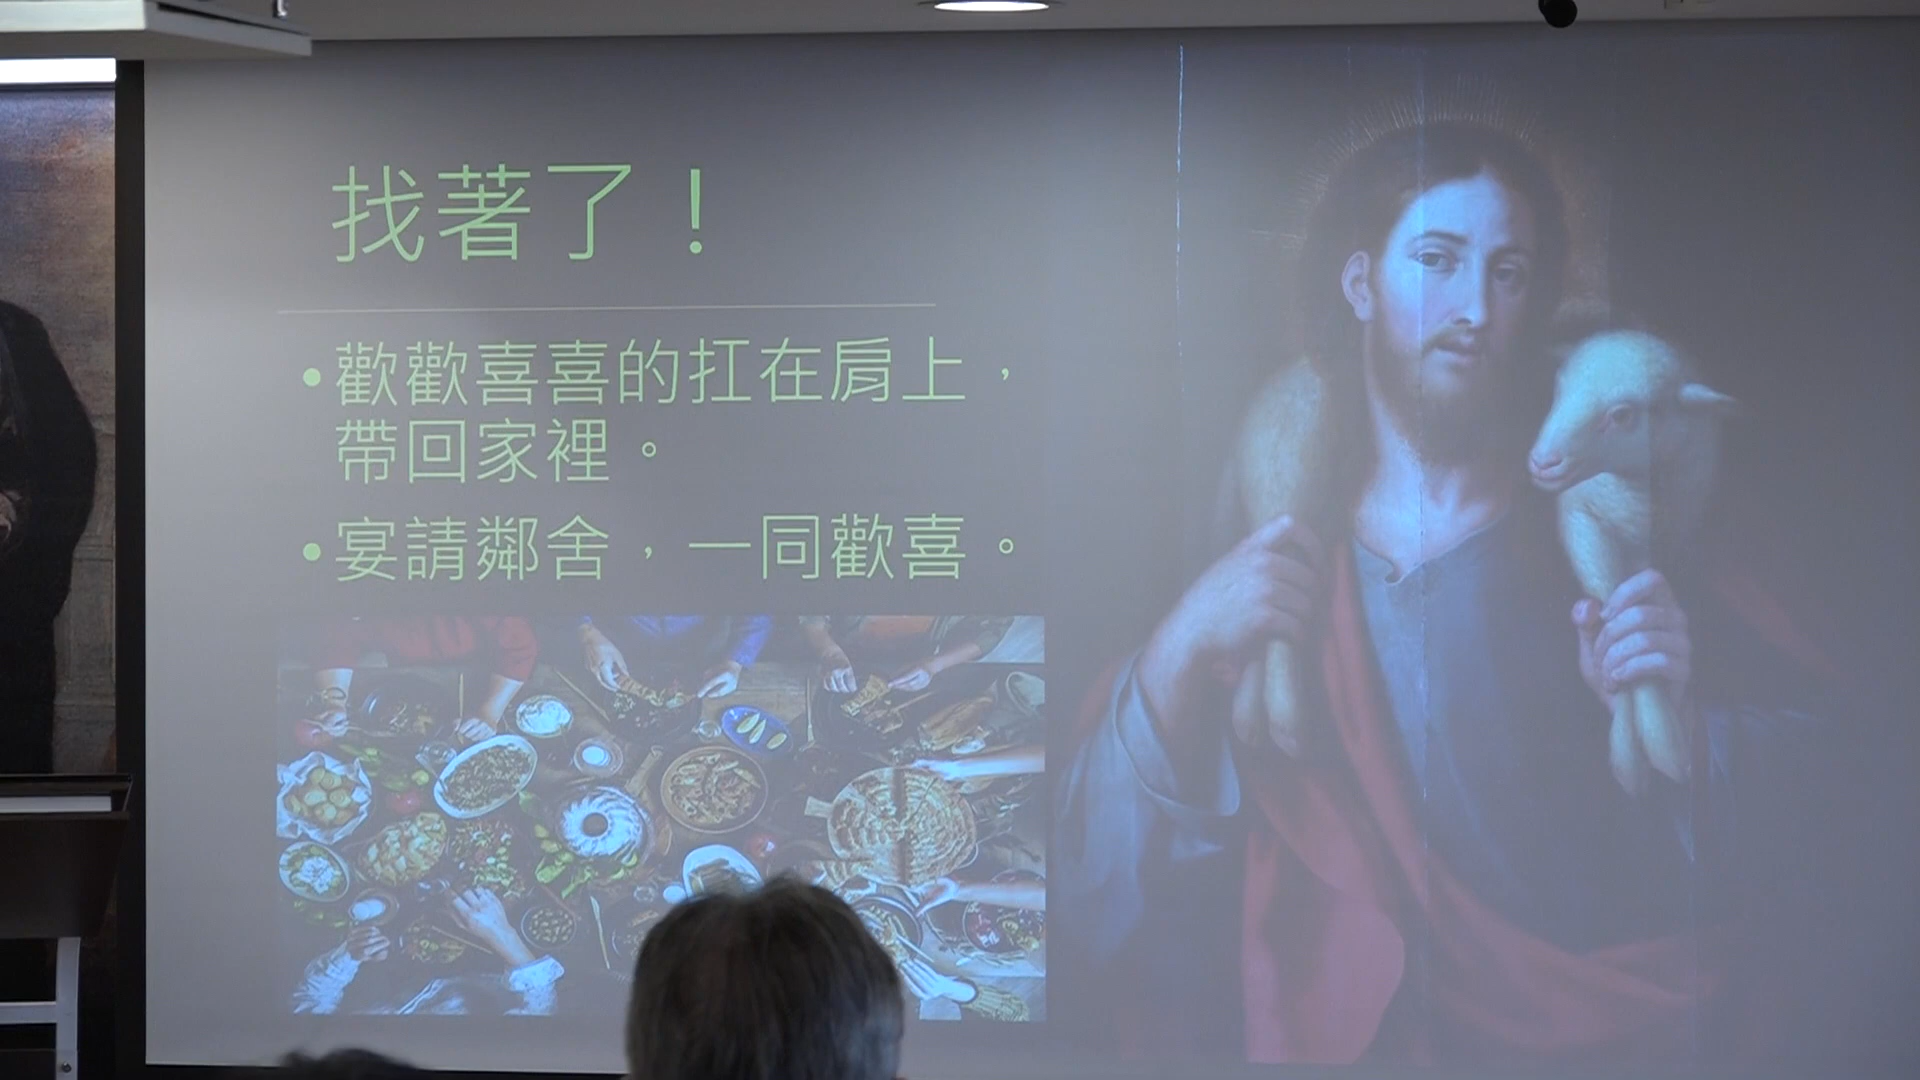 找著了！
•歡歡喜喜的扛在肩上，
帶回家裡。
•宴請鄰舍，一同歡喜。